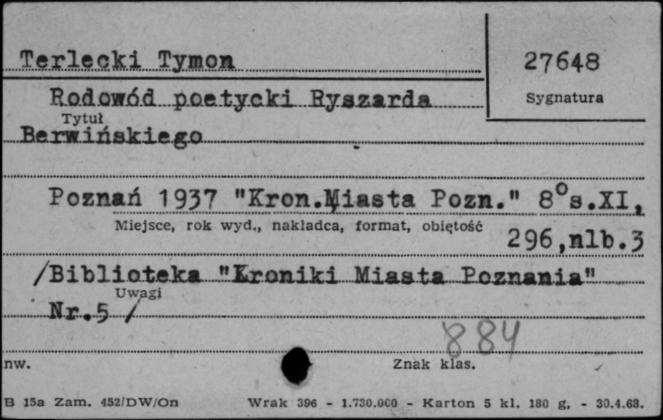 Terlecki Tymon
27648
Sygnatura
Rodowód poetycki Ryszarda
Tytuł
Berwińskiego
Poznań 1937 "Kron.Miasta Pozn." 8° s.XI,
Miejsce, rok wyd., nakładca, format, objętość
296,nlb.3
/Biblioteka "Kroniki Miasta Poznania"
Uwagi
Nr.5 /
884
nw.
Znak klas.
B 15a Zam. 452/DW/On Wrak 396 - 1.730.000 - Karton 5 kl. 180 g. - 30.4.68.